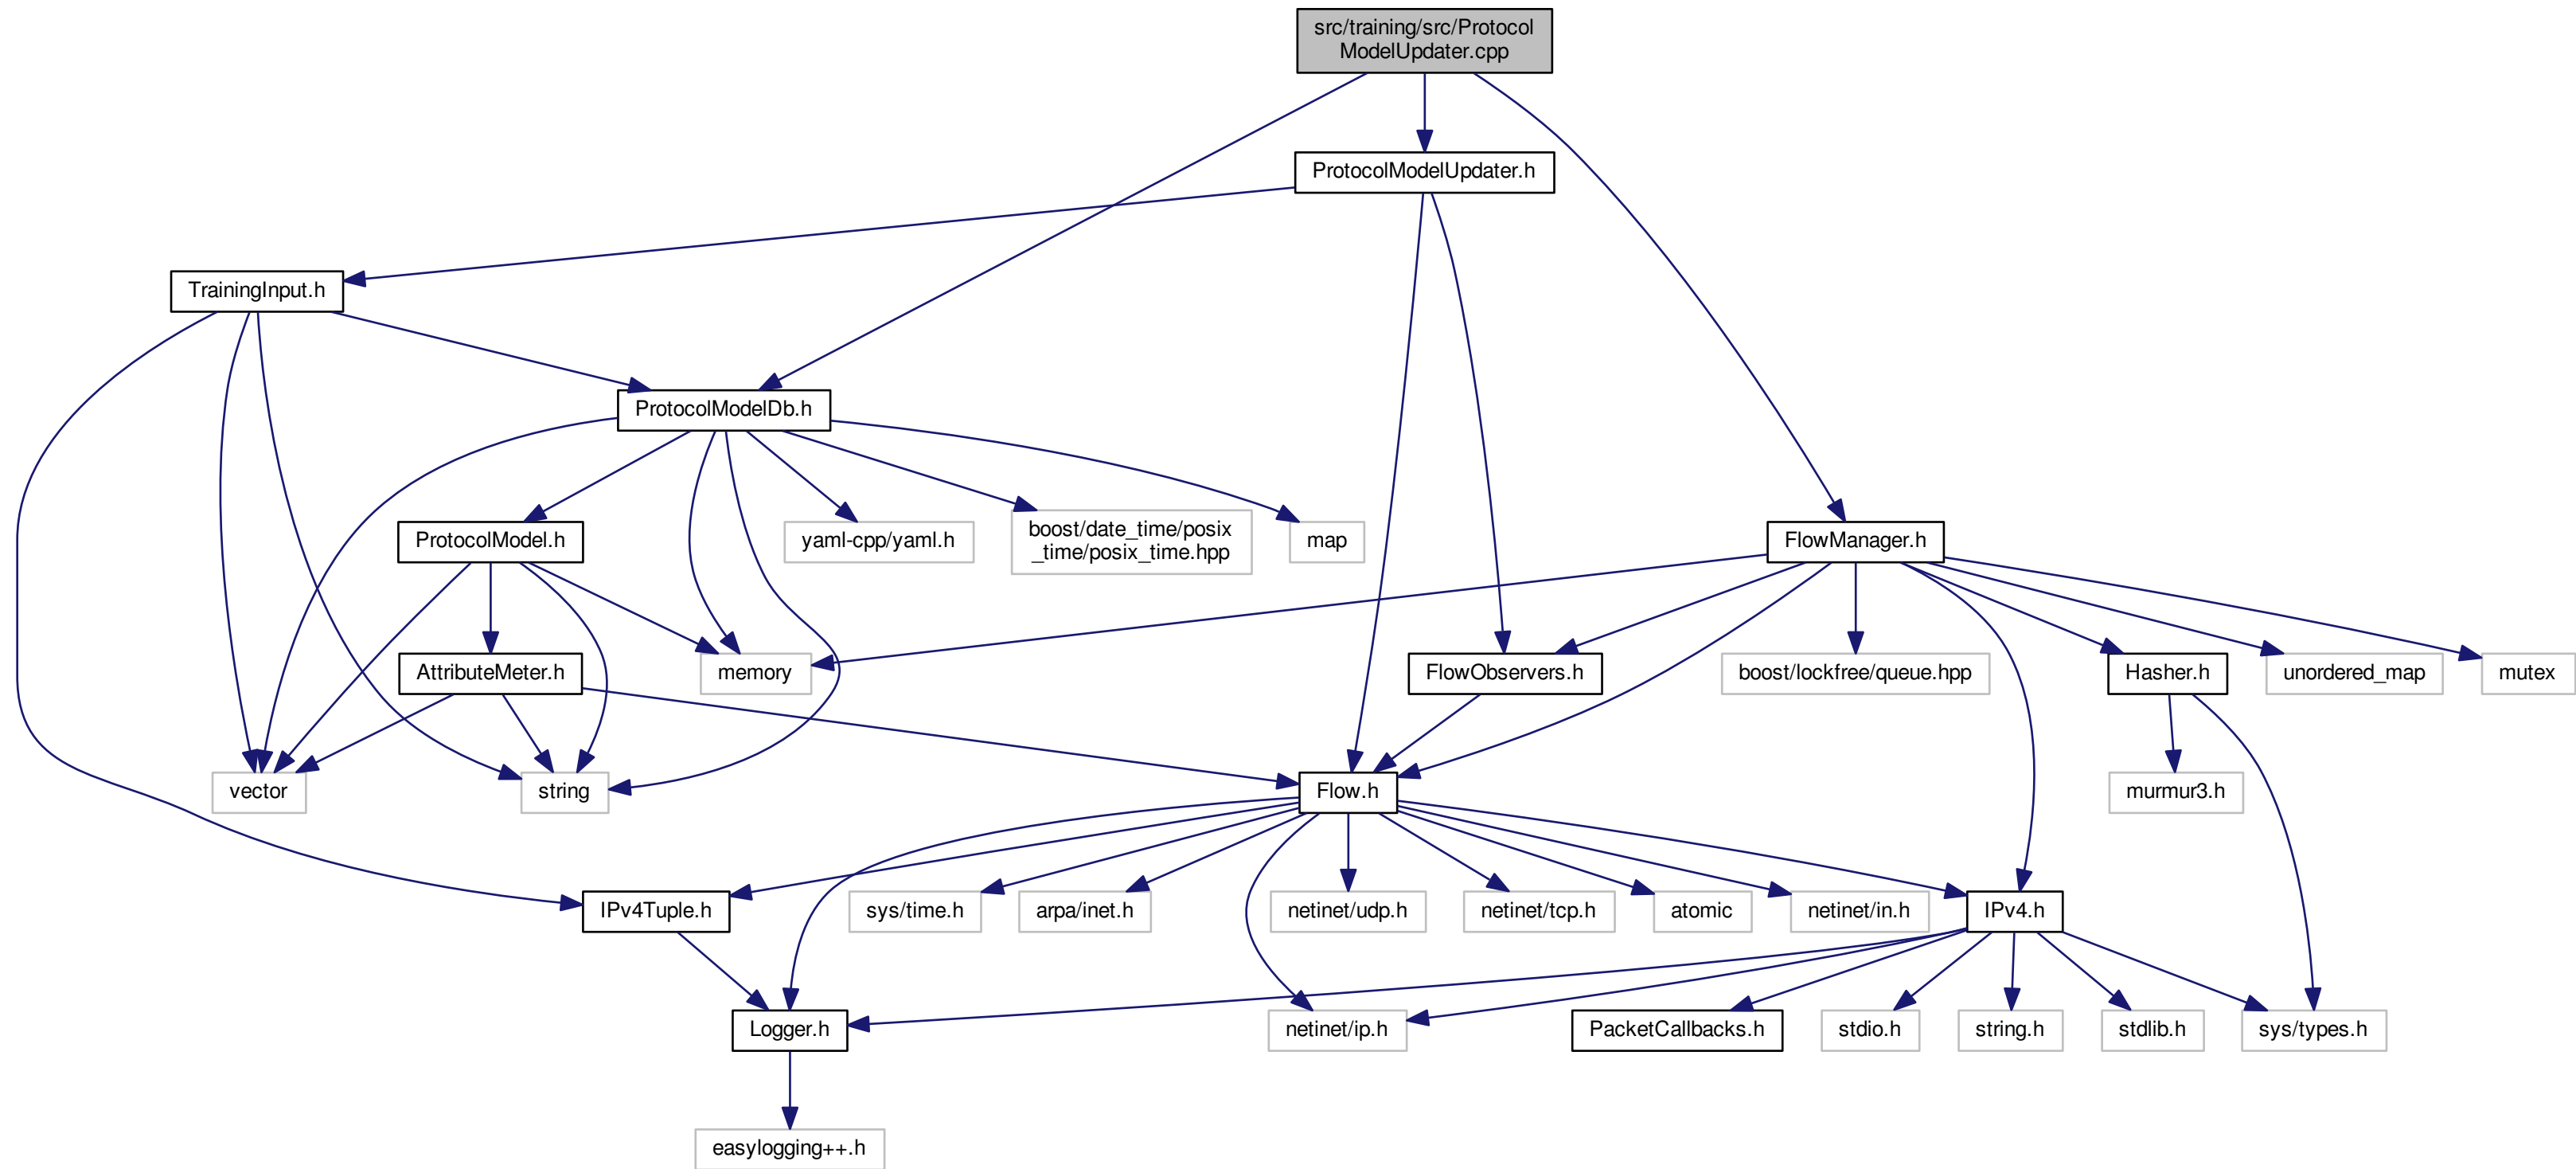 src/training/src/Protocol
ModelUpdater.cpp
ProtocolModelUpdater.h
TrainingInput.h
ProtocolModelDb.h
ProtocolModel.h
yaml-cpp/yaml.h
boost/date_time/posix
_time/posix_time.hpp
map
FlowManager.h
AttributeMeter.h
memory
FlowObservers.h
boost/lockfree/queue.hpp
Hasher.h
unordered_map
mutex
vector
string
Flow.h
murmur3.h
IPv4Tuple.h
sys/time.h
arpa/inet.h
netinet/udp.h
netinet/tcp.h
atomic
netinet/in.h
IPv4.h
Logger.h
netinet/ip.h
PacketCallbacks.h
stdio.h
string.h
stdlib.h
sys/types.h
easylogging++.h